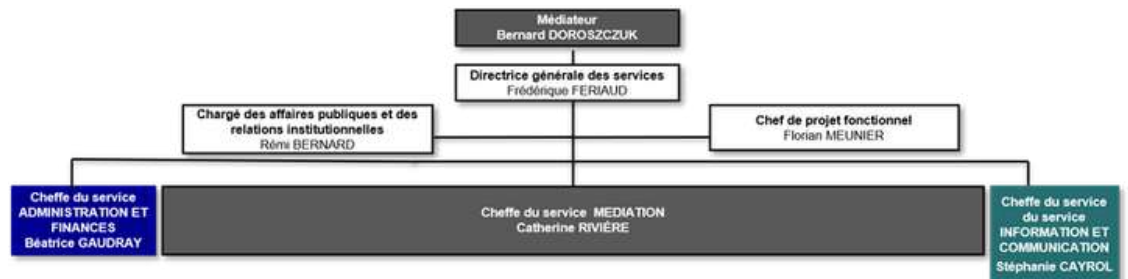 Médiateur
Bernard DOROSZCZUK
Directrice générale des services
Frédérique FERIAUD
Chargé des affaires publiques et des
relations institutionnelles
Rémi BERNARD
Chef de projet fonctionnel
Florian MEUNIER
Cheffe du service
ADMINISTRATION ET
FINANCES
Béatrice GAUDRAY
Cheffe du service MEDIATION
Catherine RIVIÈRE
Cheffe du service
du service
INFORMATION ET
COMMUNICATION
Stéphanie CAYROL